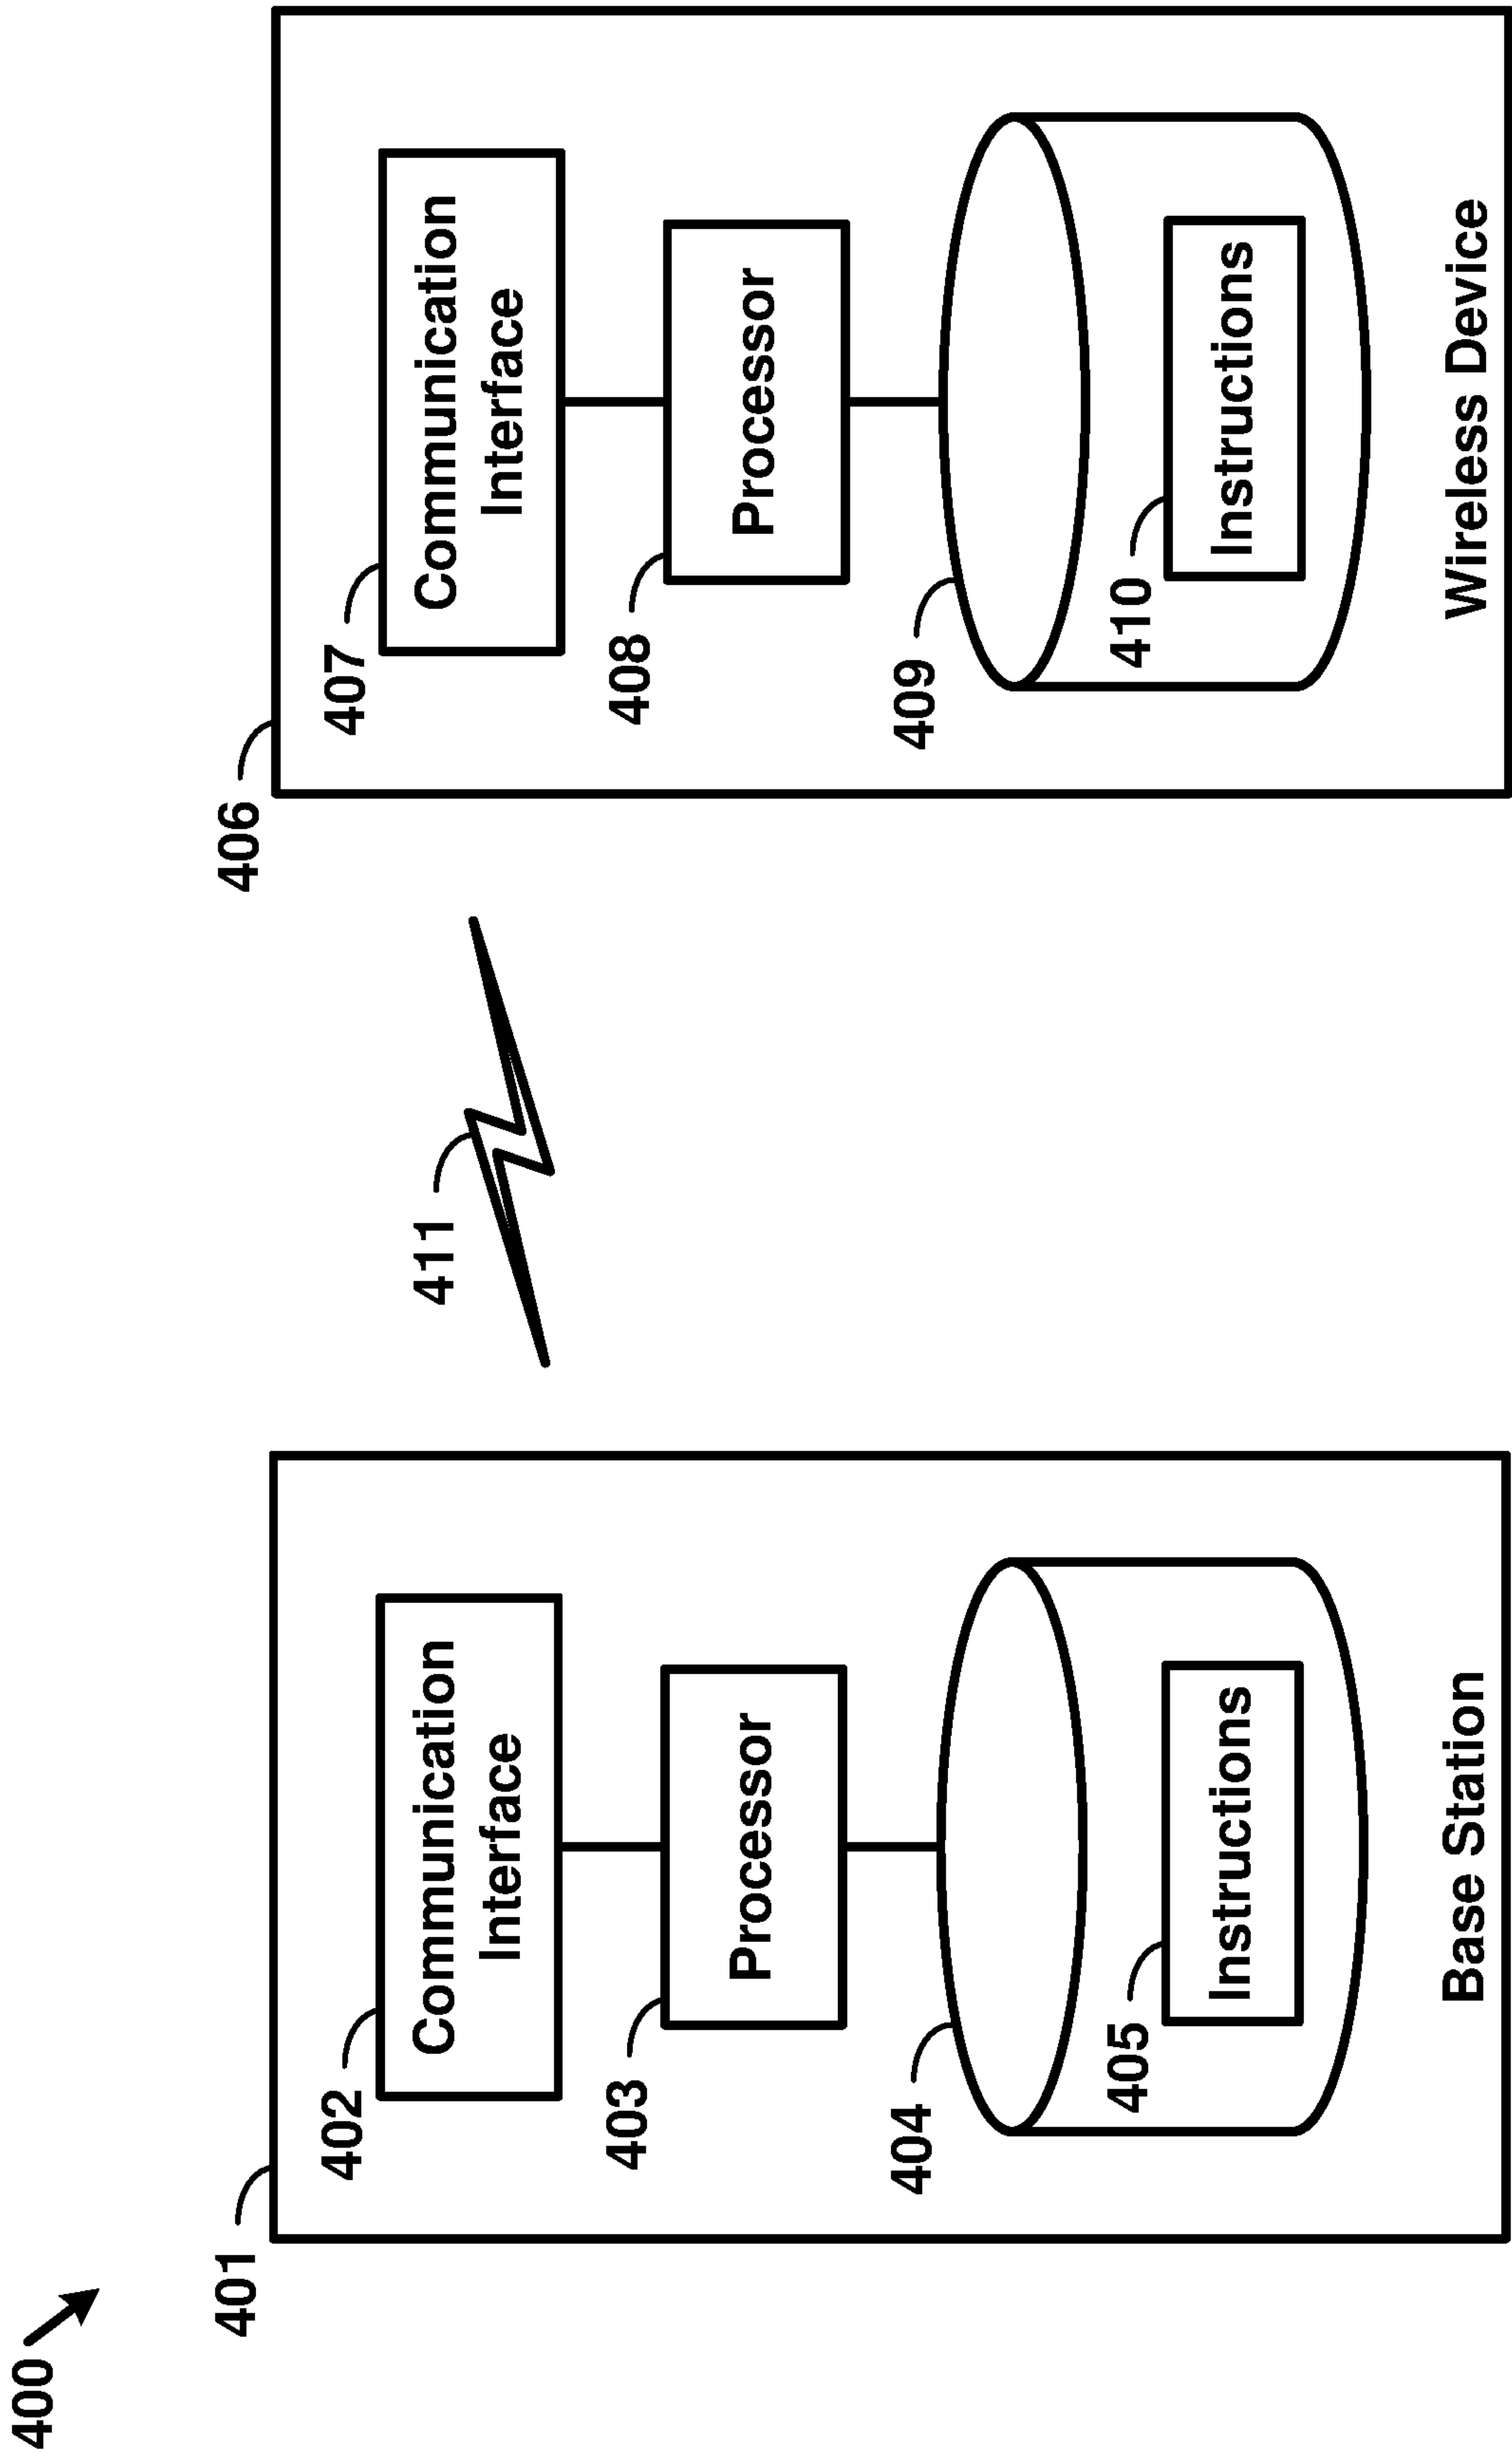 400
401
402
Communication
Interface
403
Processor
404
405
Instructions
Base Station
411
406
407
Communication
Interface
408
Processor
409
410
Instructions
Wireless Device